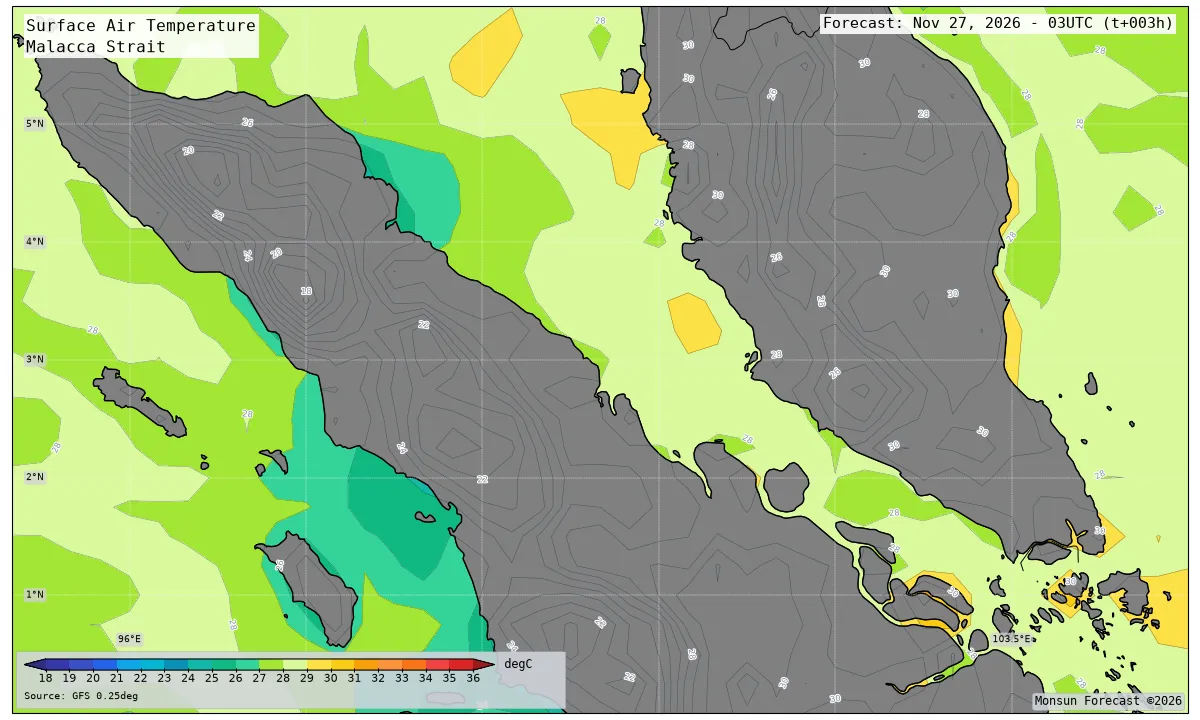 Surface Air Temperature
Malacca Strait
Forecast: Nov 27, 2026 - 03UTC (t+003h)
5°N
4°N
3°N
2°N
1°N
96°E
103.5°E
18 19 20 21 22 23 24 25 26 27 28 29 30 31 32 33 34 35 36
degC
Source: GFS 0.25deg
Monsun Forecast ©2026